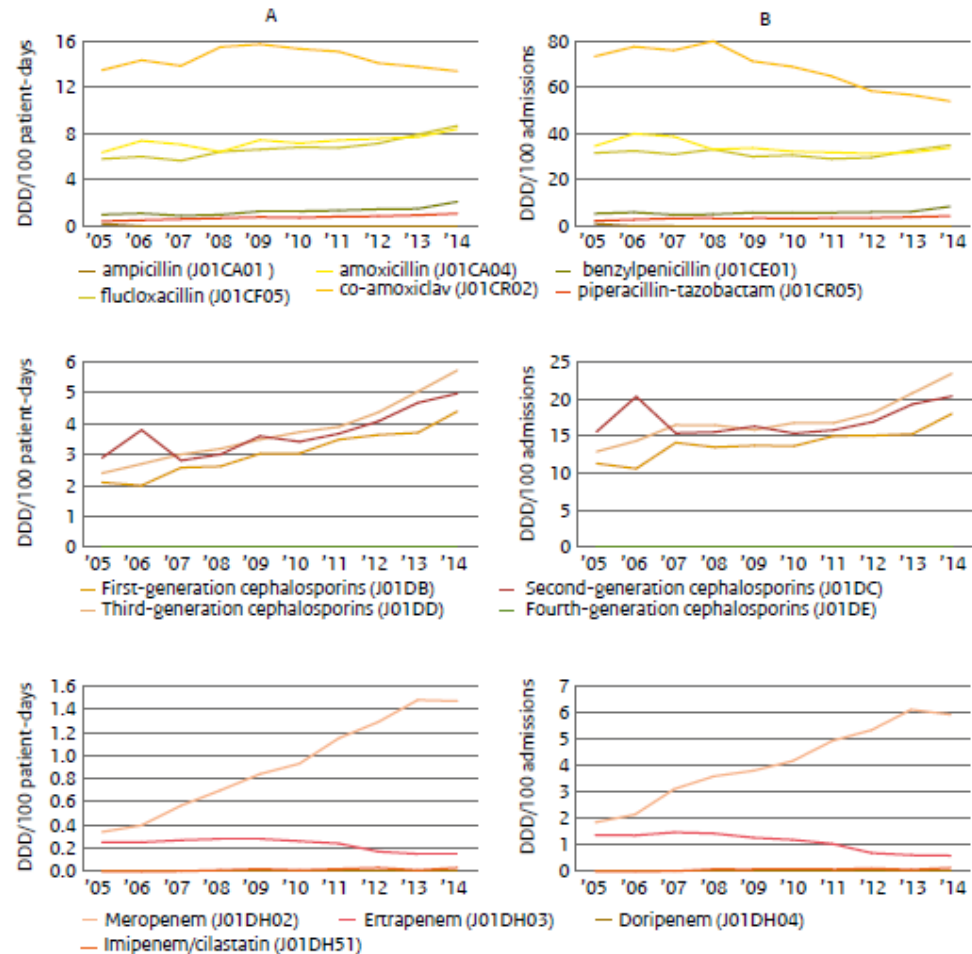 A
B
DDD/100 patient-days
16
12
8
4
0
'05 '06 '07 '08 '09 '10 '11 '12 '13 '14
DDD/100 admissions
80
60
40
20
0
'05 '06 '07 '08 '09 '10 '11 '12 '13 '14
ampicillin (J01CA01 )
amoxicillin (J01CA04)
benzylpenicillin (J01CE01)
flucloxacillin (J01CF05)
co-amoxiclav (J01CR02)
piperacillin-tazobactam (J01CR05)
DDD/100 patient-days
6
5
4
3
2
1
0
'05 '06 '07 '08 '09 '10 '11 '12 '13 '14
DDD/100 admissions
25
20
15
10
5
0
'05 '06 '07 '08 '09 '10 '11 '12 '13 '14
First-generation cephalosporins (J01DB)
Second-generation cephalosporins (J01DC)
Third-generation cephalosporins (J01DD)
Fourth-generation cephalosporins (J01DE)
DDD/100 patient-days
1.6
1.4
1.2
1.0
0.8
0.6
0.4
0.2
0.0
'05 '06 '07 '08 '09 '10 '11 '12 '13 '14
DDD/100 admissions
7
6
5
4
3
2
1
0
'05 '06 '07 '08 '09 '10 '11 '12 '13 '14
Meropenem (J01DH02)
Ertrapenem (J01DH03)
Doripenem (J01DH04)
Imipenem/cilastatin (J01DH51)